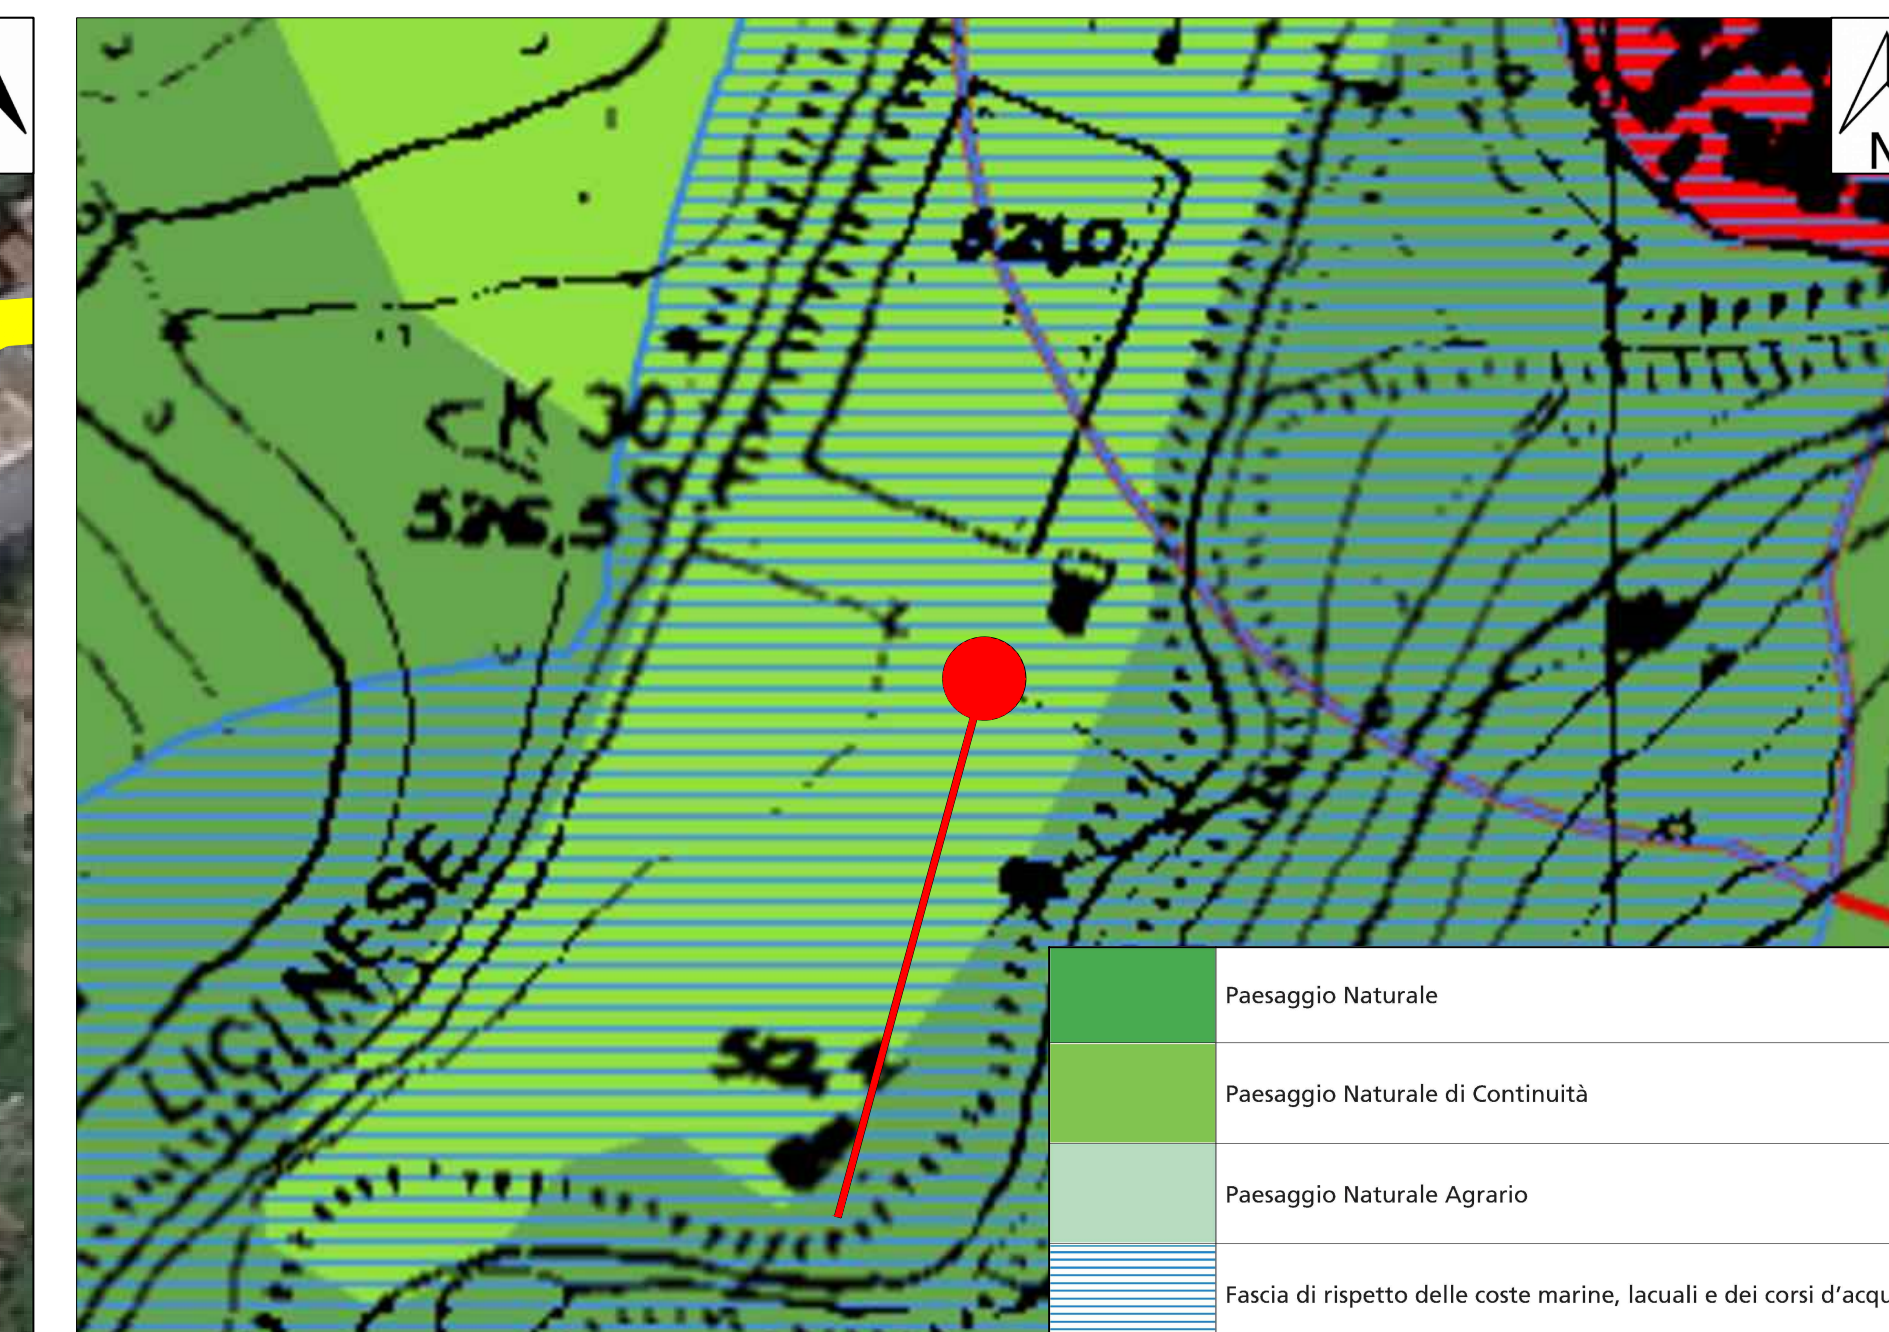 N
CK 30
526,5
LICINESE
Paesaggio Naturale
Paesaggio Naturale di Continuità
Paesaggio Naturale Agrario
Fascia di rispetto delle coste marine, lacuali e dei corsi d'acqu